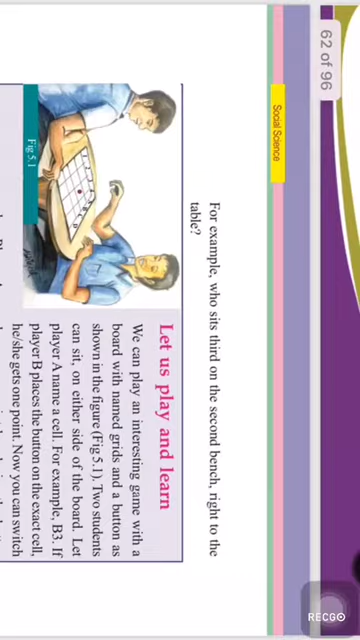 62 of 96
Social Science
For example, who sits third on the second bench, right to the
table?
Let us play and learn
We can play an interesting game with a
board with named grids and a button as
shown in the figure (Fig 5.1). Two students
can sit, on either side of the board. Let
player A name a cell. For example, B3. If
player B places the button on the exact cell,
he/she gets one point. Now you can switch
Fig 5.1
RECGO